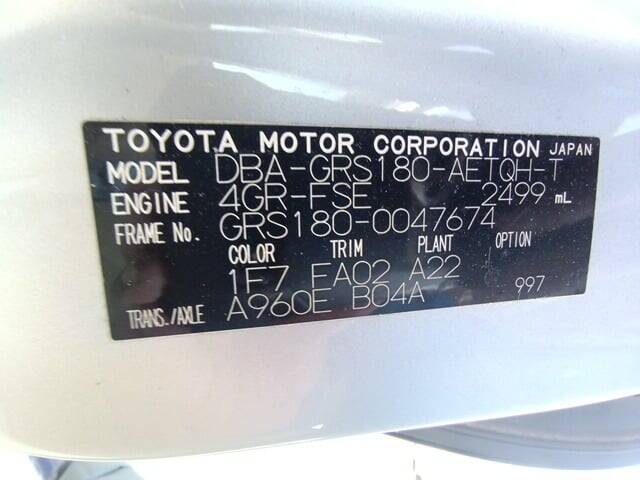 TOYOTA MOTOR CORPORATION JAPAN
MODEL DBA-GRS180-AETQH-T
ENGINE 4GR-FSE 2499 mL
FRAME No. GRS180-0047674
COLOR TRIM PLANT OPTION
1F7 FA02 A22
TRANS./AXLE A960E B04A 997